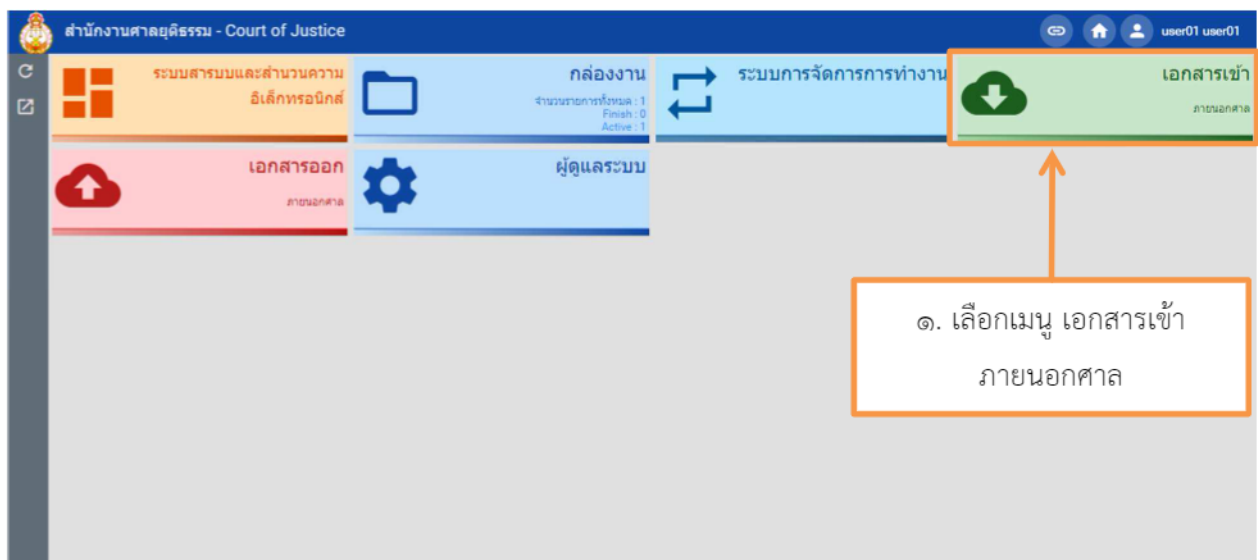 สำนักงานศาลยุติธรรม - Court of Justice
user01 user01
ระบบสารบบและสำนวนความ
อิเล็กทรอนิกส์
กล่องงาน
จำนวนรายการทั้งหมด : 1
Finish : 0
Active : 1
ระบบการจัดการการทำงาน
เอกสารเข้า
ภายนอกศาล
เอกสารออก
ภายนอกศาล
ผู้ดูแลระบบ
๑. เลือกเมนู เอกสารเข้า
ภายนอกศาล